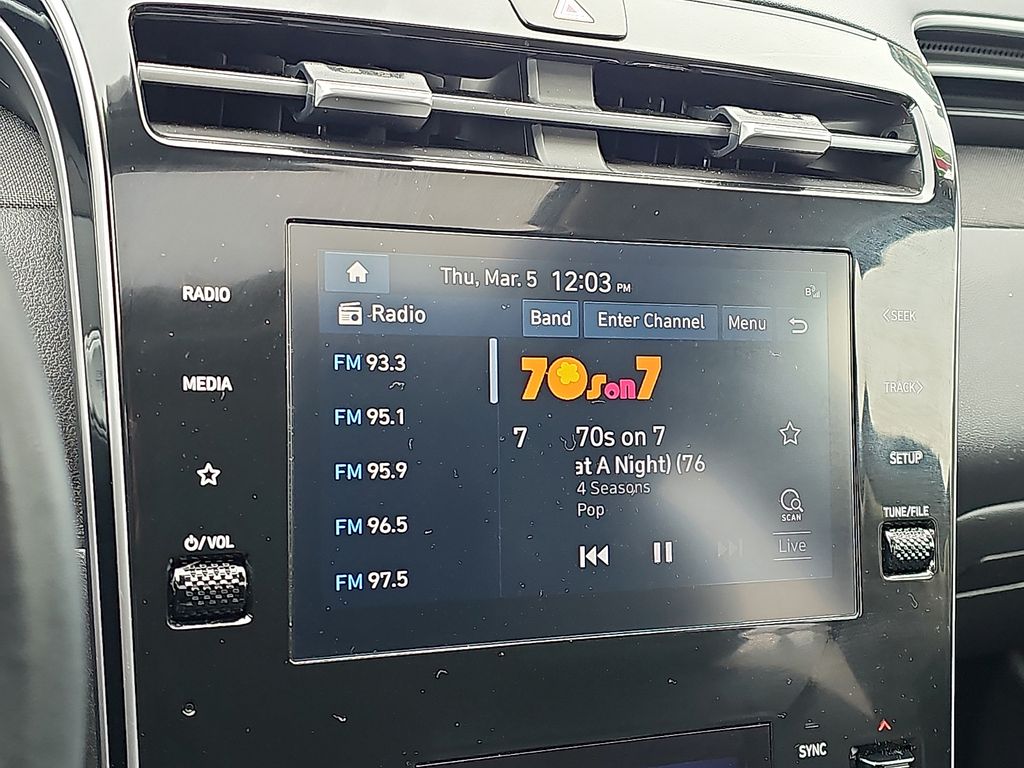 Thu, Mar. 5 12:03 PM
Radio
Band
Enter Channel
Menu
RADIO
MEDIA
⏻/VOL
FM 93.3
FM 95.1
FM 95.9
FM 96.5
FM 97.5
70s on 7
7 70s on 7
at A Night) (76
4 Seasons
Pop
SCAN
Live
<SEEK
TRACK>
SETUP
TUNE/FILE
SYNC